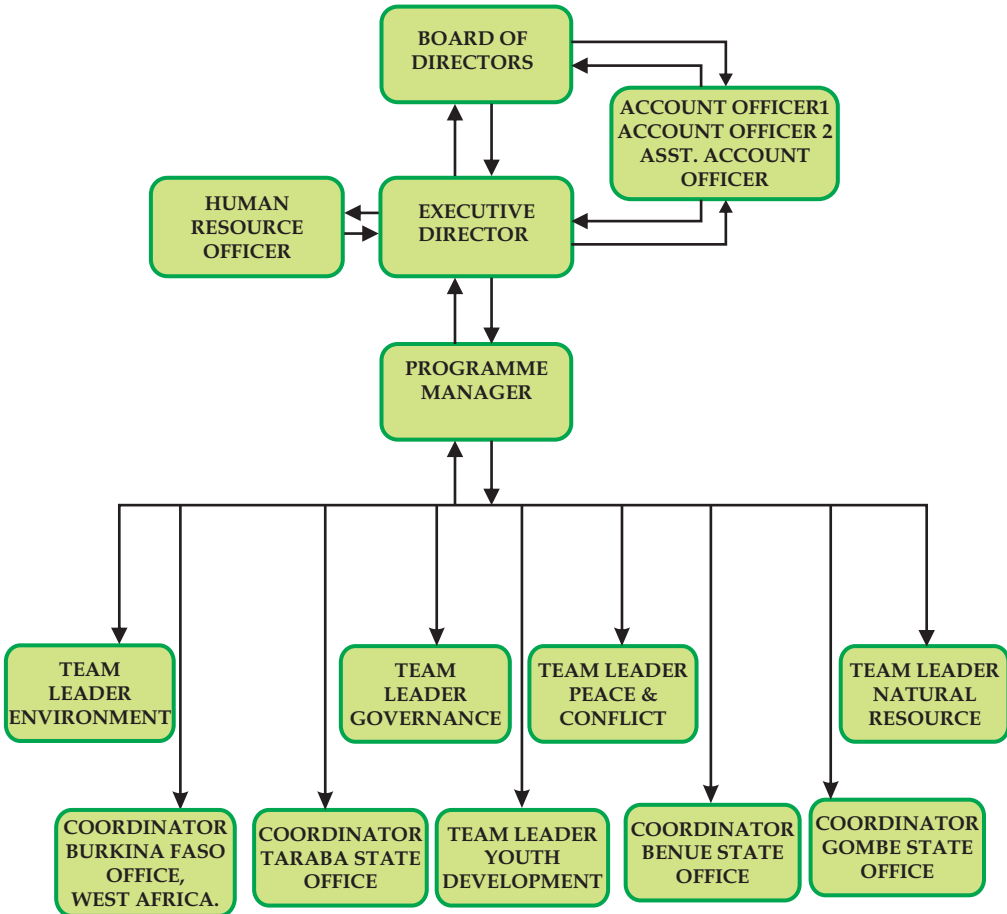 BOARD OF
DIRECTORS
ACCOUNT OFFICER1
ACCOUNT OFFICER 2
ASST. ACCOUNT
OFFICER
HUMAN
RESOURCE
OFFICER
EXECUTIVE
DIRECTOR
PROGRAMME
MANAGER
TEAM
LEADER
ENVIRONMENT
TEAM
LEADER
GOVERNANCE
TEAM LEADER
PEACE &
CONFLICT
TEAM LEADER
NATURAL
RESOURCE
COORDINATOR
BURKINA FASO
OFFICE,
WEST AFRICA.
COORDINATOR
TARABA STATE
OFFICE
TEAM LEADER
YOUTH
DEVELOPMENT
COORDINATOR
BENUE STATE
OFFICE
COORDINATOR
GOMBE STATE
OFFICE